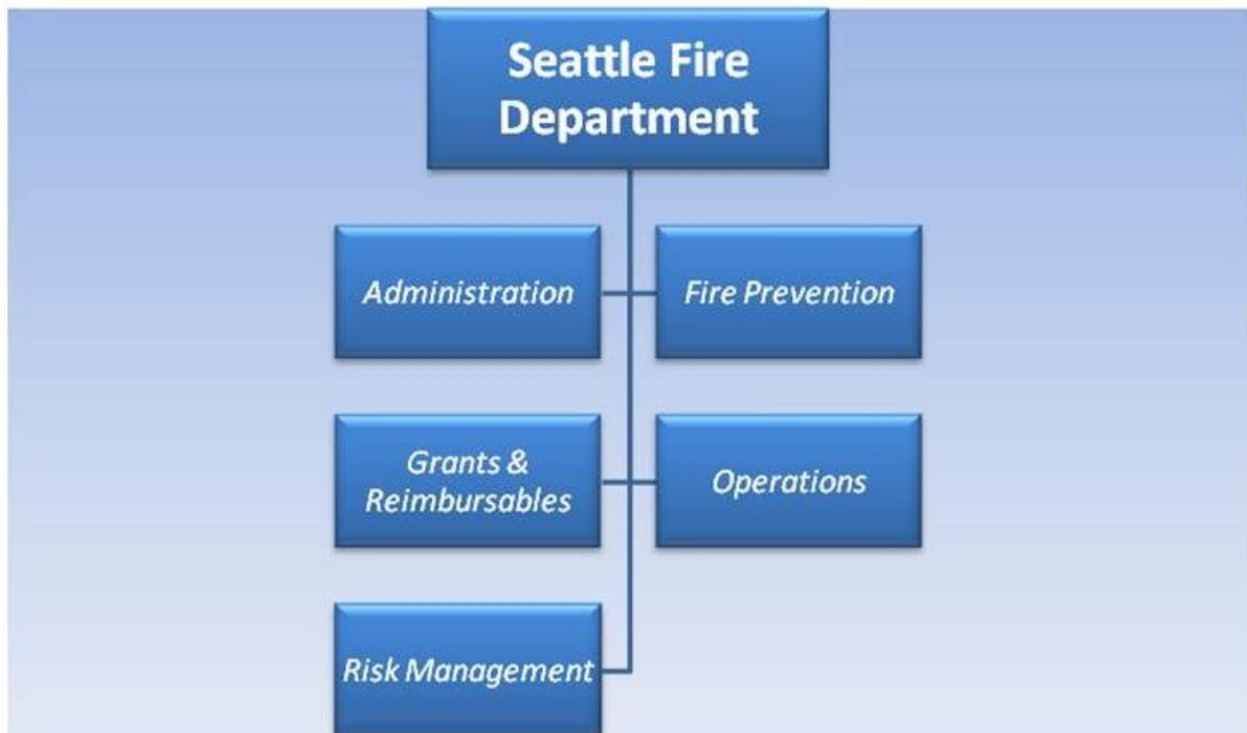 Seattle Fire
Department
Administration
Fire Prevention
Grants &
Reimbursables
Operations
Risk Management